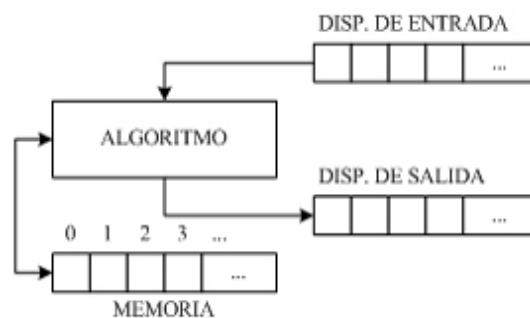 DISP. DE ENTRADA
...
ALGORITMO
DISP. DE SALIDA
...
0 1 2 3 ...
...
MEMORIA